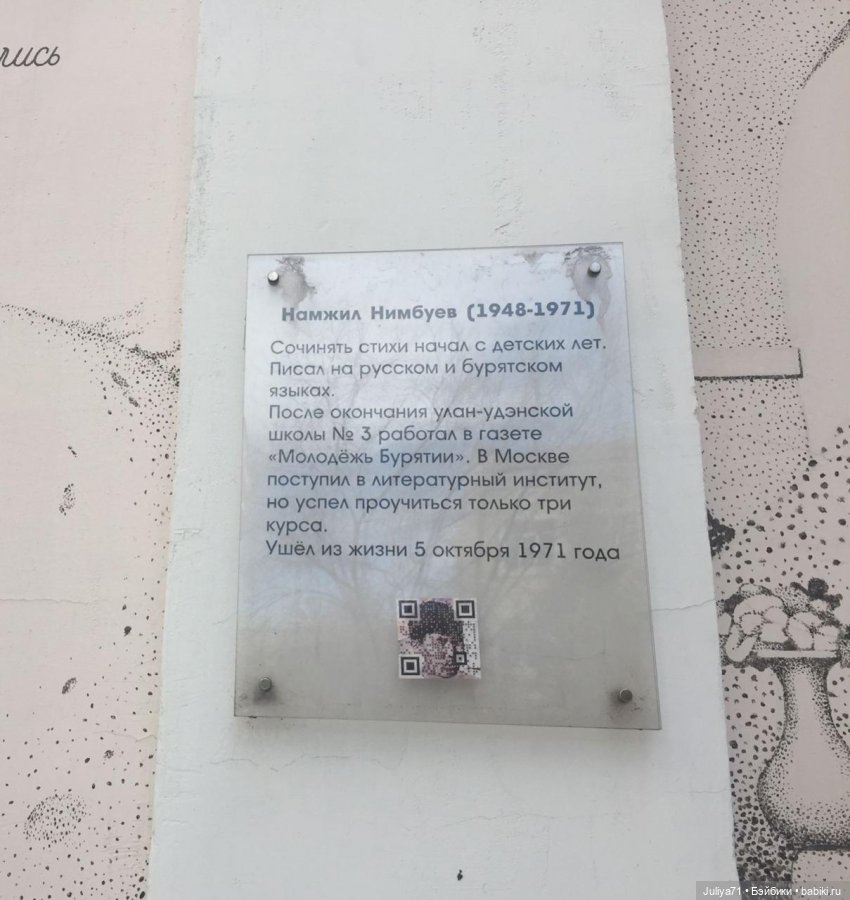 лись
Намжил Нимбуев (1948-1971)
Сочинять стихи начал с детских лет.
Писал на русском и бурятском
языках.
После окончания улан-удэнской
школы № 3 работал в газете
«Молодёжь Бурятии». В Москве
поступил в литературный институт,
но успел проучиться только три
курса.
Ушёл из жизни 5 октября 1971 года
Juliya71 • Бэйбики • babiki.ru